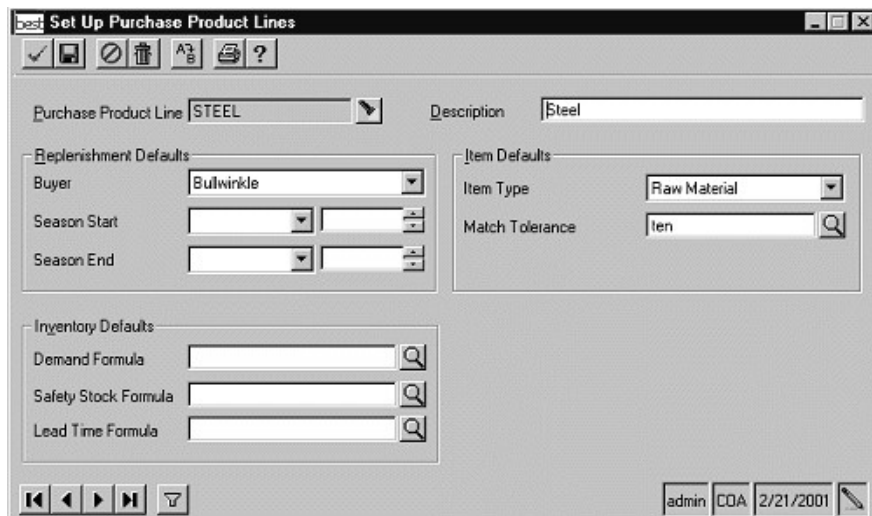 best Set Up Purchase Product Lines
Purchase Product Line STEEL Description Steel
Replenishment Defaults
Buyer Bullwinkle
Season Start
Season End
Item Defaults
Item Type Raw Material
Match Tolerance ten
Inventory Defaults
Demand Formula
Safety Stock Formula
Lead Time Formula
admin COA 2/21/2001